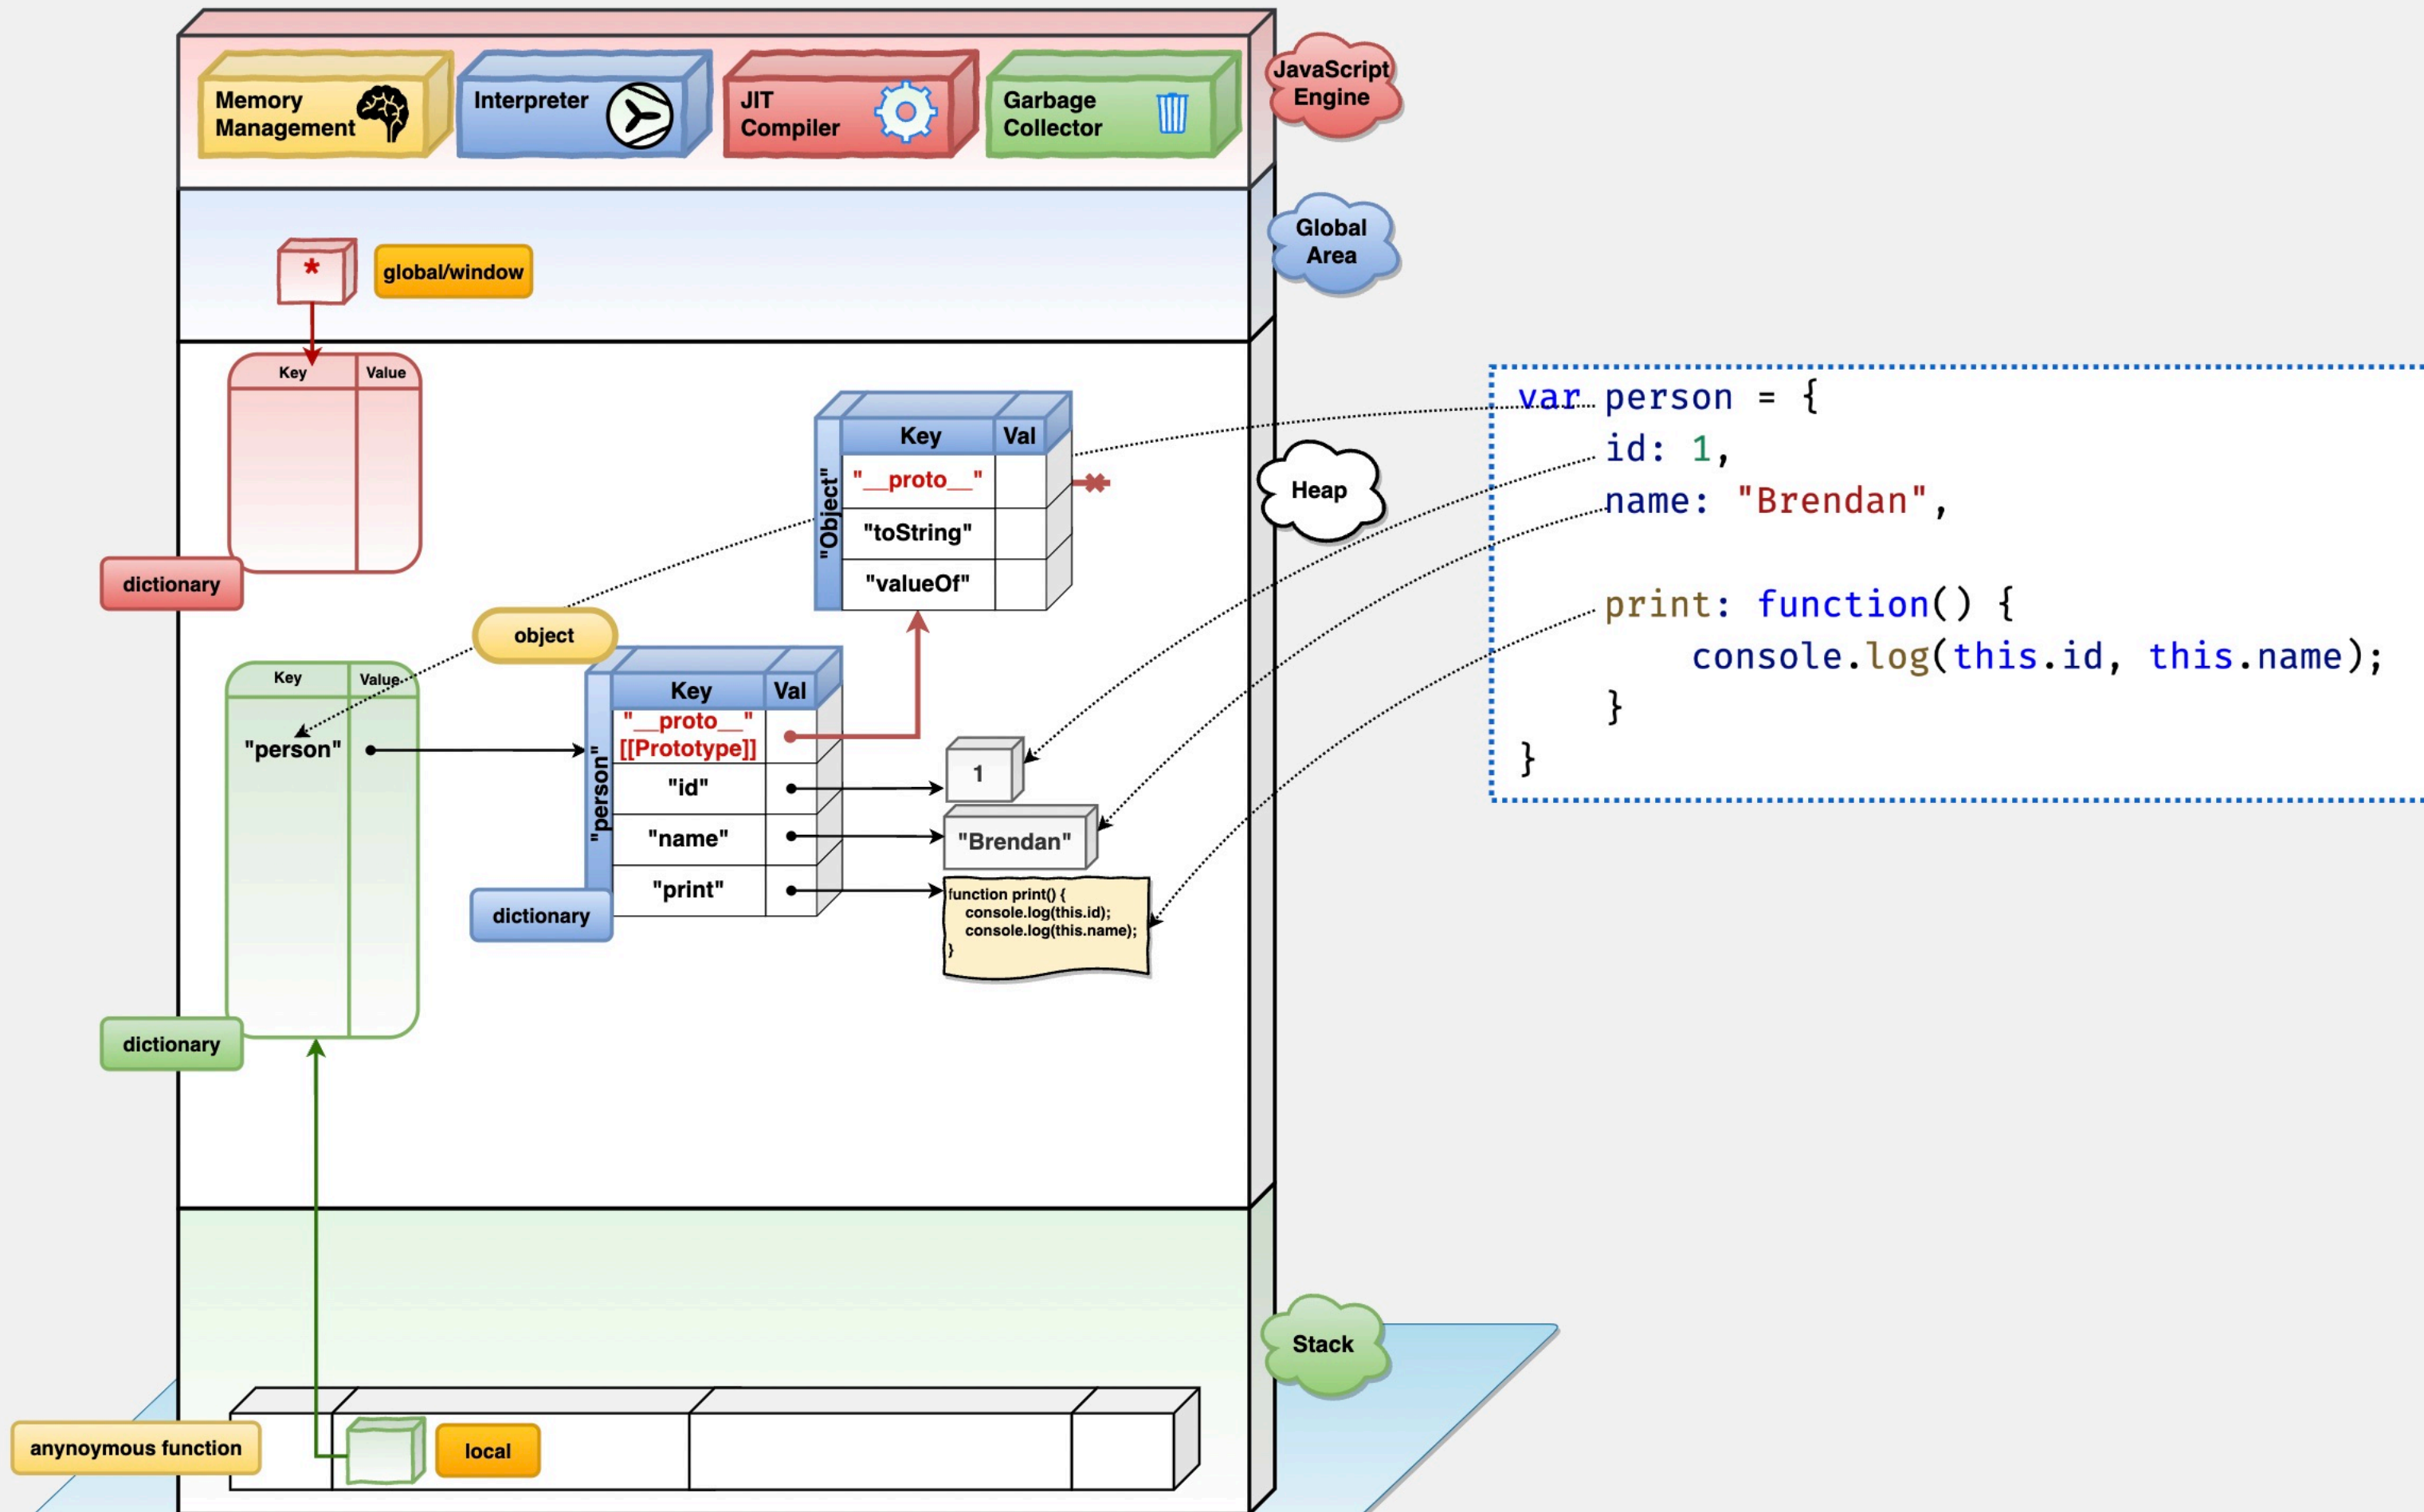 Memory
Management
Interpreter
JIT
Compiler
Garbage
Collector
JavaScript
Engine
*
global/window
Global
Area
Key Value
dictionary
"Object"
Key Val
"__proto__"
"toString"
"valueOf"
Heap
object
Key Value
"person"
dictionary
"person"
Key Val
"__proto__"
[[Prototype]]
"id"
"name"
"print"
dictionary
1
"Brendan"
function print() {
console.log(this.id);
console.log(this.name);
}
var person = {
id: 1,
name: "Brendan",
print: function() {
console.log(this.id, this.name);
}
}
Stack
anynoymous function
local